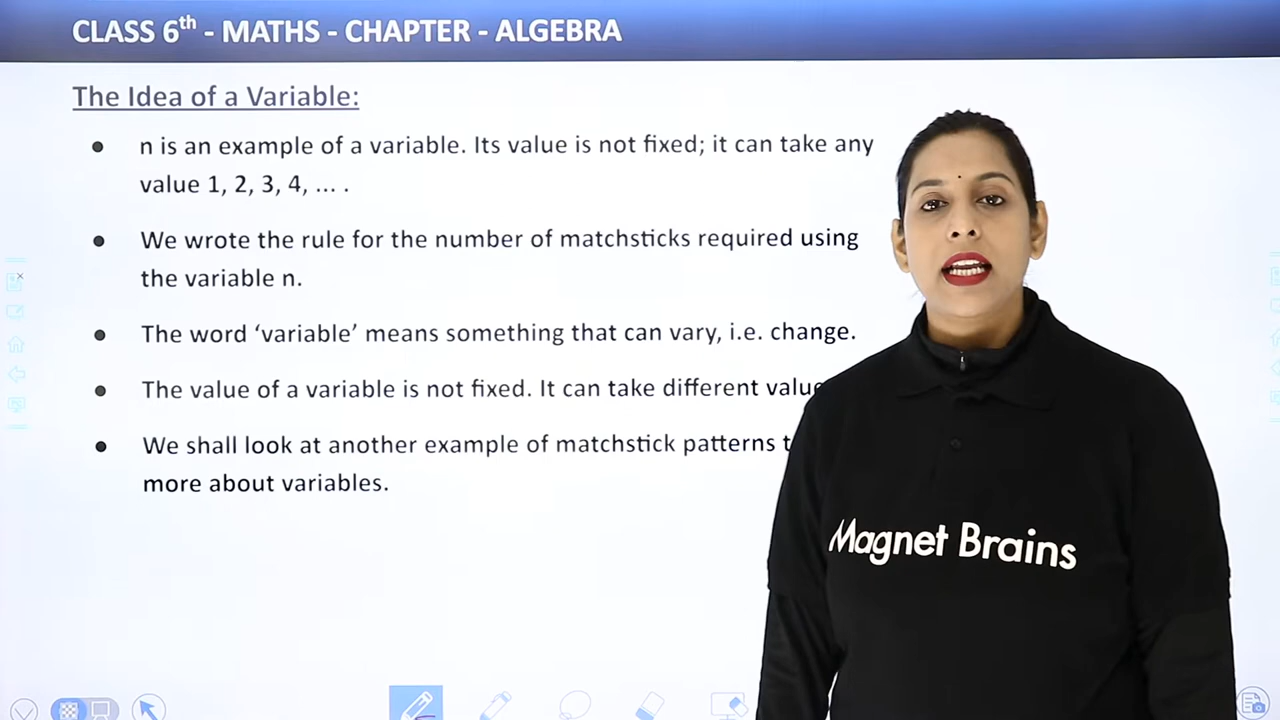 CLASS 6th - MATHS - CHAPTER - ALGEBRA
The Idea of a Variable:
● n is an example of a variable. Its value is not fixed; it can take any
value 1, 2, 3, 4, ... .
● We wrote the rule for the number of matchsticks required using
the variable n.
● The word ‘variable’ means something that can vary, i.e. change.
● The value of a variable is not fixed. It can take different
● We shall look at another example of matchstick patterns
more about variables.
Magnet Brains